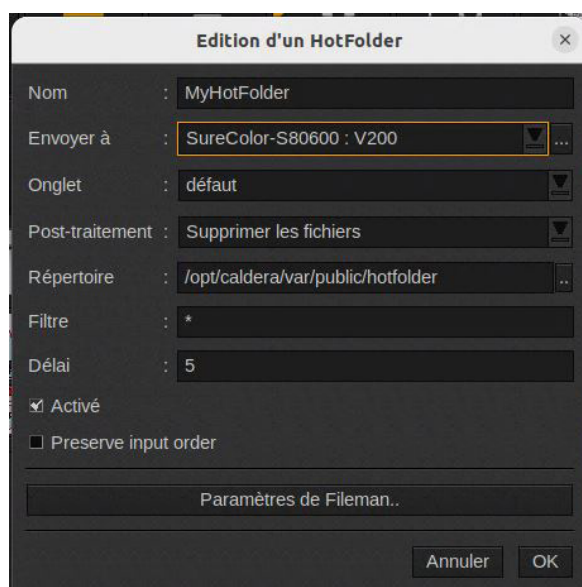 Edition d'un HotFolder
Nom : MyHotFolder
Envoyer à : SureColor-S80600 : V200 ...
Onglet : défaut
Post-traitement : Supprimer les fichiers
Répertoire : /opt/caldera/var/public/hotfolder ..
Filtre : *
Délai : 5
Activé
Preserve input order
Paramètres de Fileman..
Annuler OK